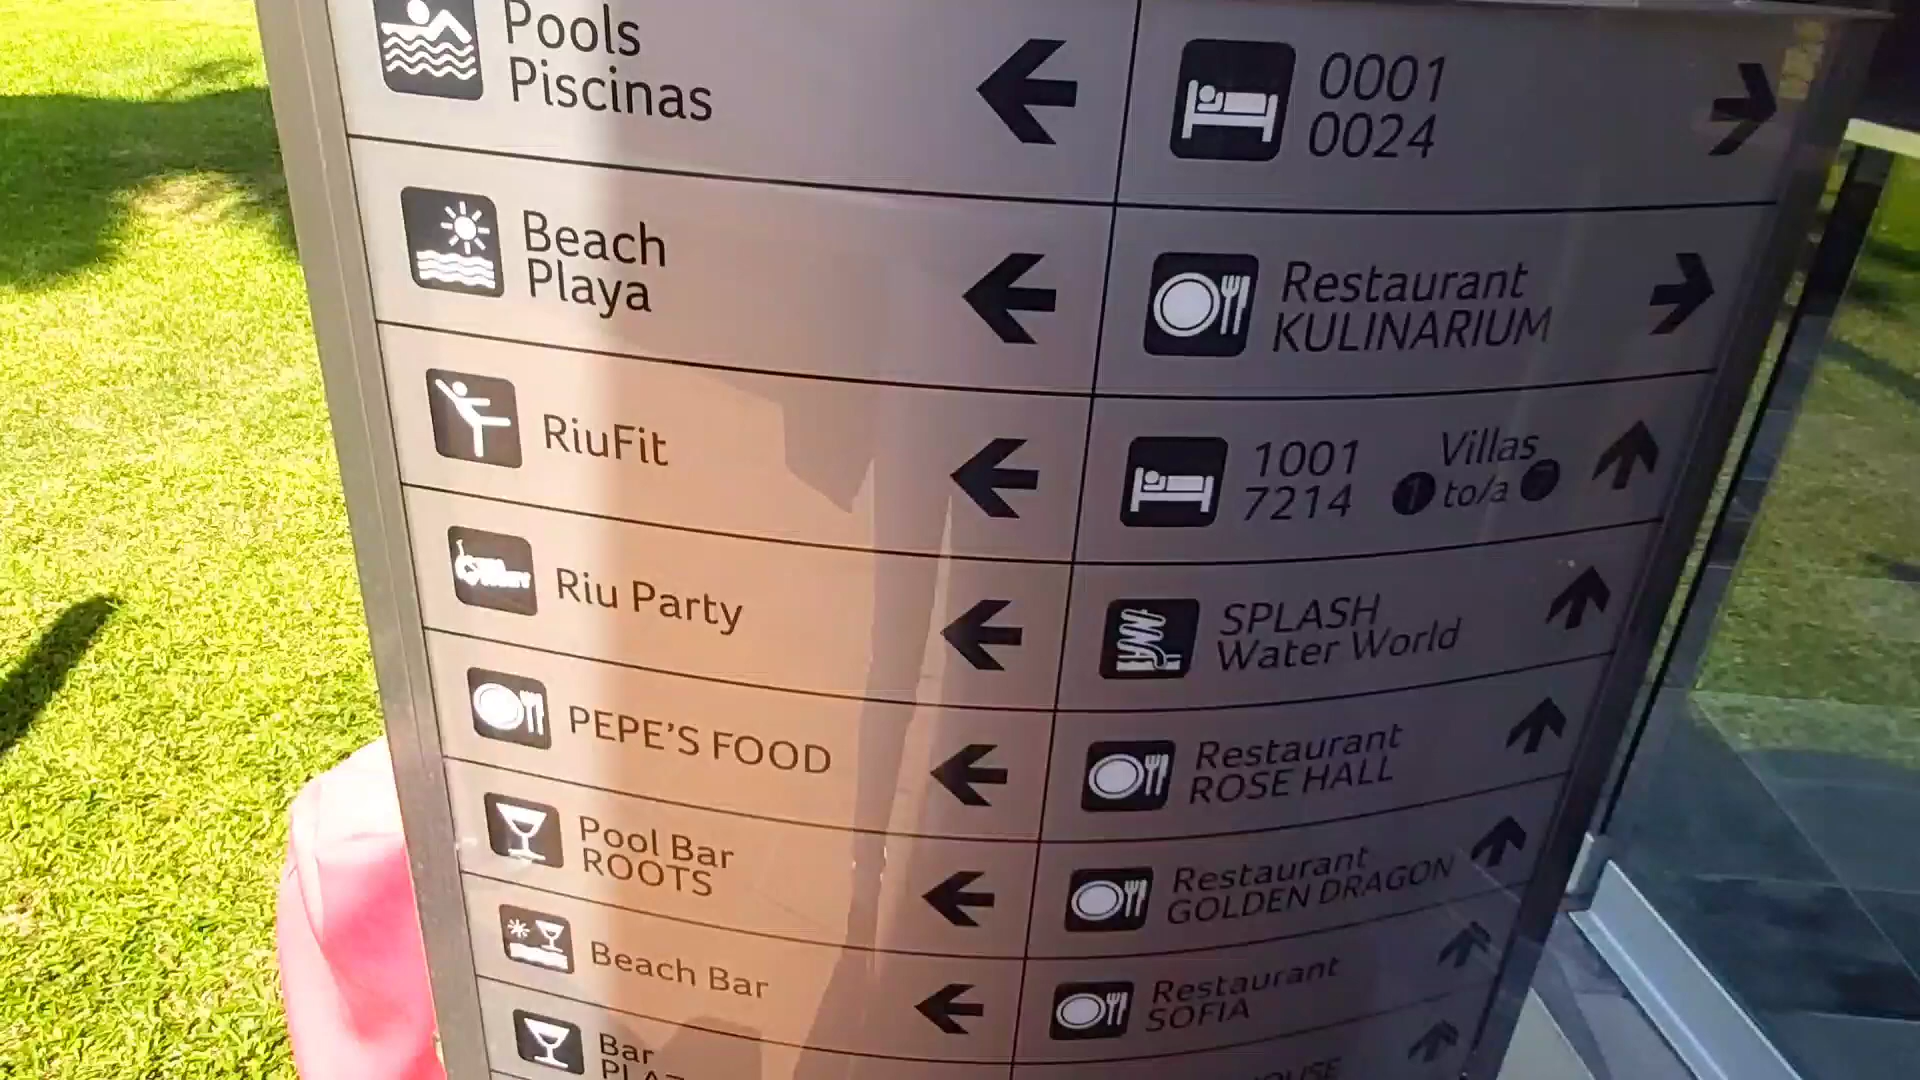 Pools
Piscinas
Beach
Playa
RiuFit
Riu Party
PEPE'S FOOD
Pool Bar
ROOTS
Beach Bar
Bar
0001
0024
Restaurant
KULINARIUM
1001 Villas
7214 1 to/a 7
SPLASH
Water World
Restaurant
ROSE HALL
Restaurant
GOLDEN DRAGON
Restaurant
SOFIA